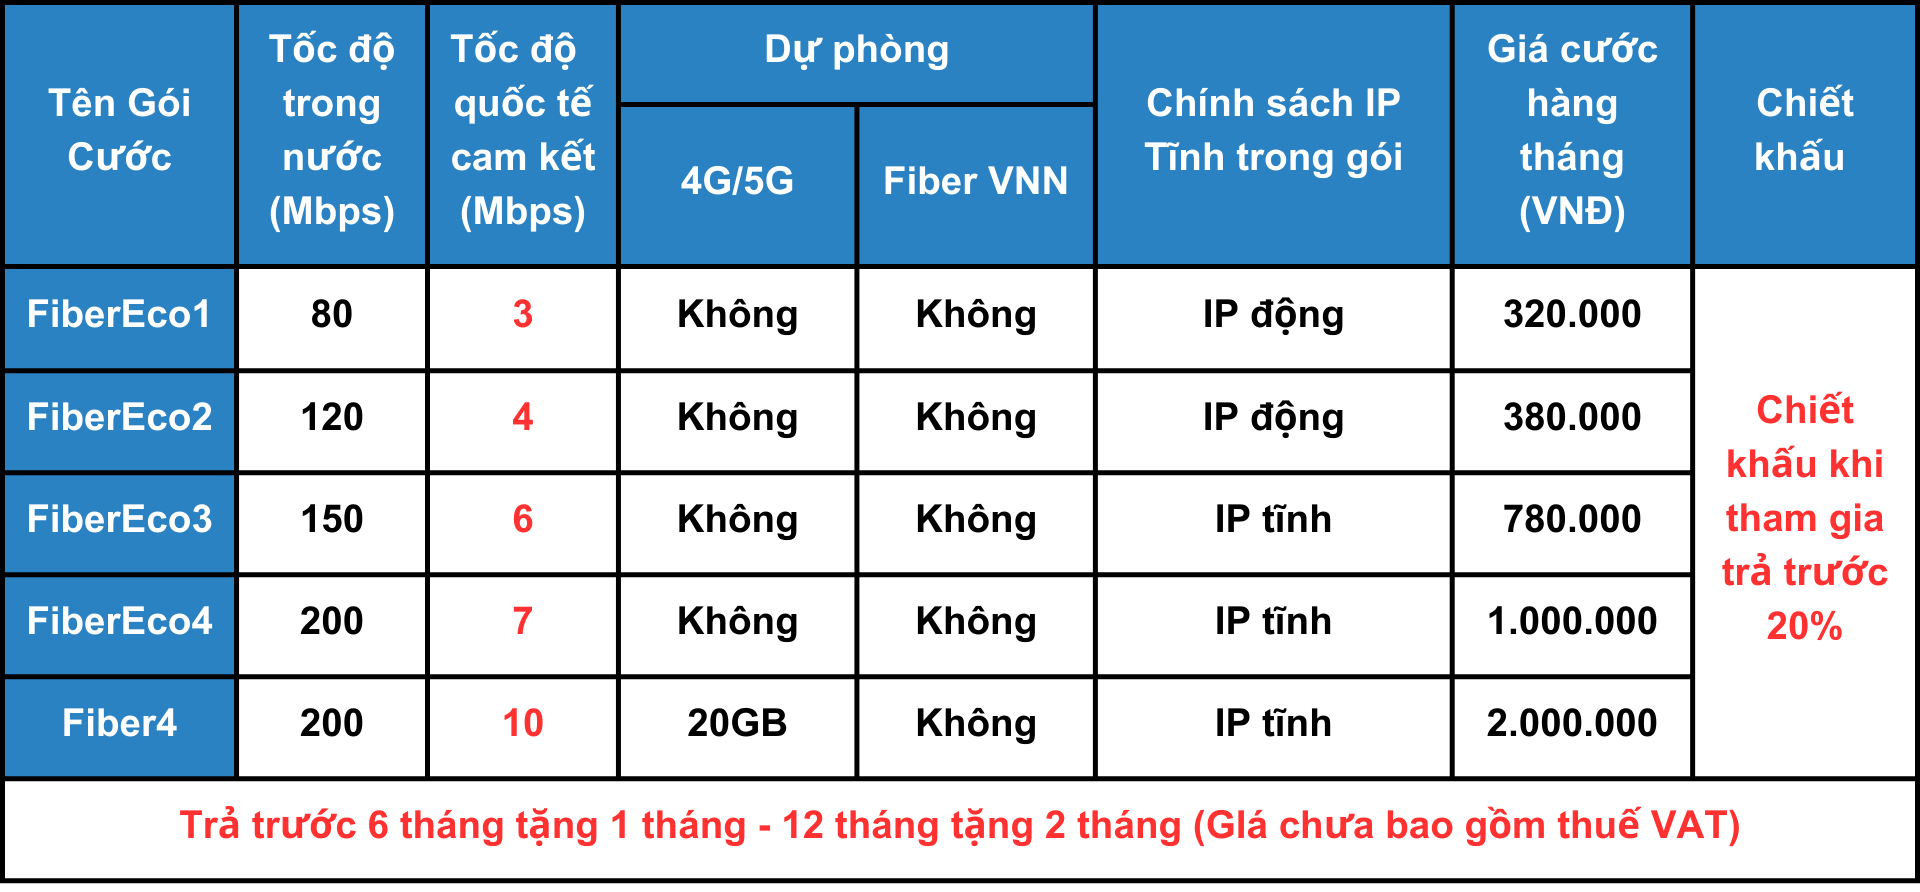 Tên Gói
Cước
Tốc độ
trong
nước
(Mbps)
Tốc độ
quốc tế
cam kết
(Mbps)
Dự phòng
4G/5G
Fiber VNN
Chính sách IP
Tĩnh trong gói
Giá cước
hàng
tháng
(VNĐ)
Chiết
khấu
FiberEco1
80
3
Không
Không
IP động
320.000
FiberEco2
120
4
Không
Không
IP động
380.000
FiberEco3
150
6
Không
Không
IP tĩnh
780.000
FiberEco4
200
7
Không
Không
IP tĩnh
1.000.000
Fiber4
200
10
20GB
Không
IP tĩnh
2.000.000
Chiết
khấu khi
tham gia
trả trước
20%
Trả trước 6 tháng tặng 1 tháng - 12 tháng tặng 2 tháng (GIá chưa bao gồm thuế VAT)